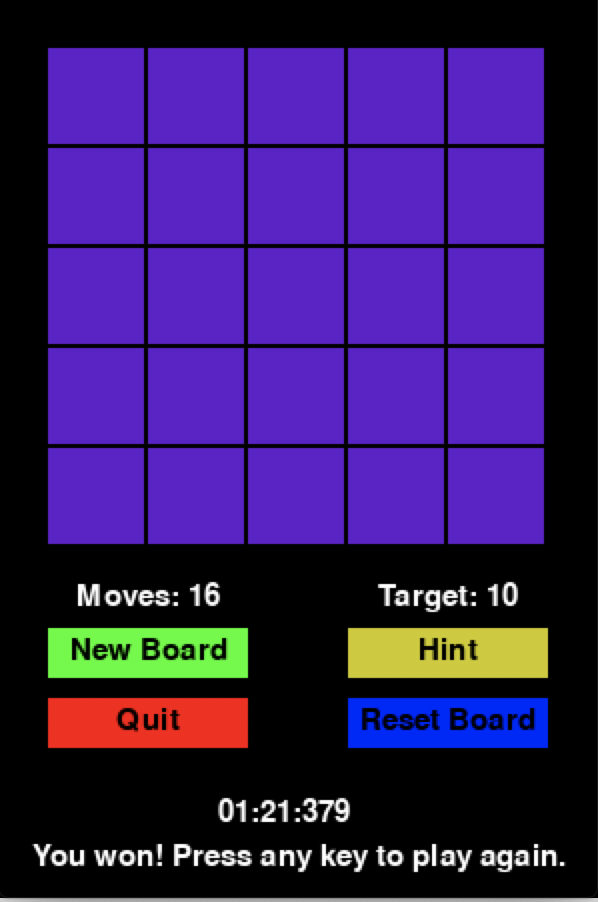 Moves: 16
Target: 10
New Board
Hint
Quit
Reset Board
01:21:379
You won! Press any key to play again.